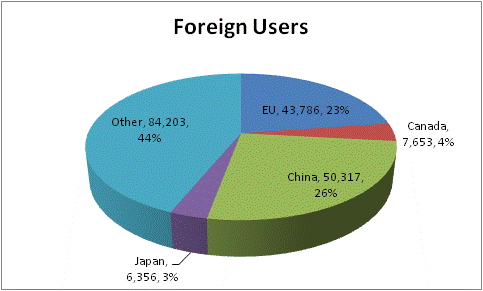 Foreign Users
EU, 43,786, 23%
Canada,
7,653, 4%
China, 50,317,
26%
Japan,
6,356, 3%
Other, 84,203,
44%